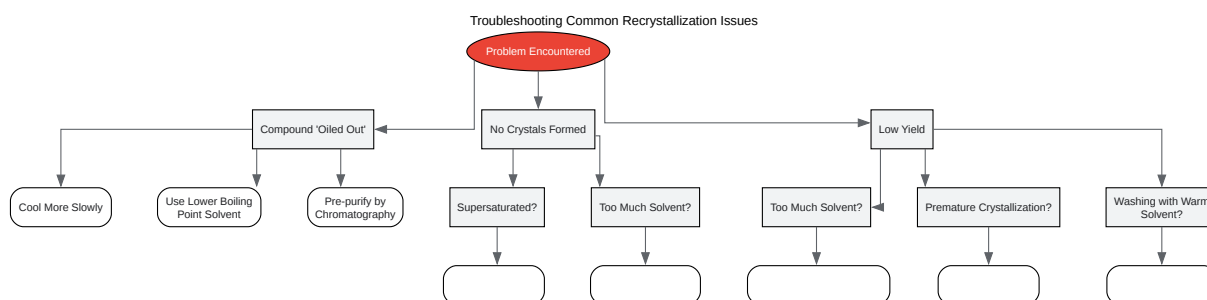 Troubleshooting Common Recrystallization Issues
Problem Encountered
Compound 'Oiled Out'
No Crystals Formed
Low Yield
Cool More Slowly
Use Lower Boiling
Point Solvent
Pre-purify by
Chromatography
Supersaturated?
Too Much Solvent?
Too Much Solvent?
Premature Crystallization?
Washing with Warm
Solvent?